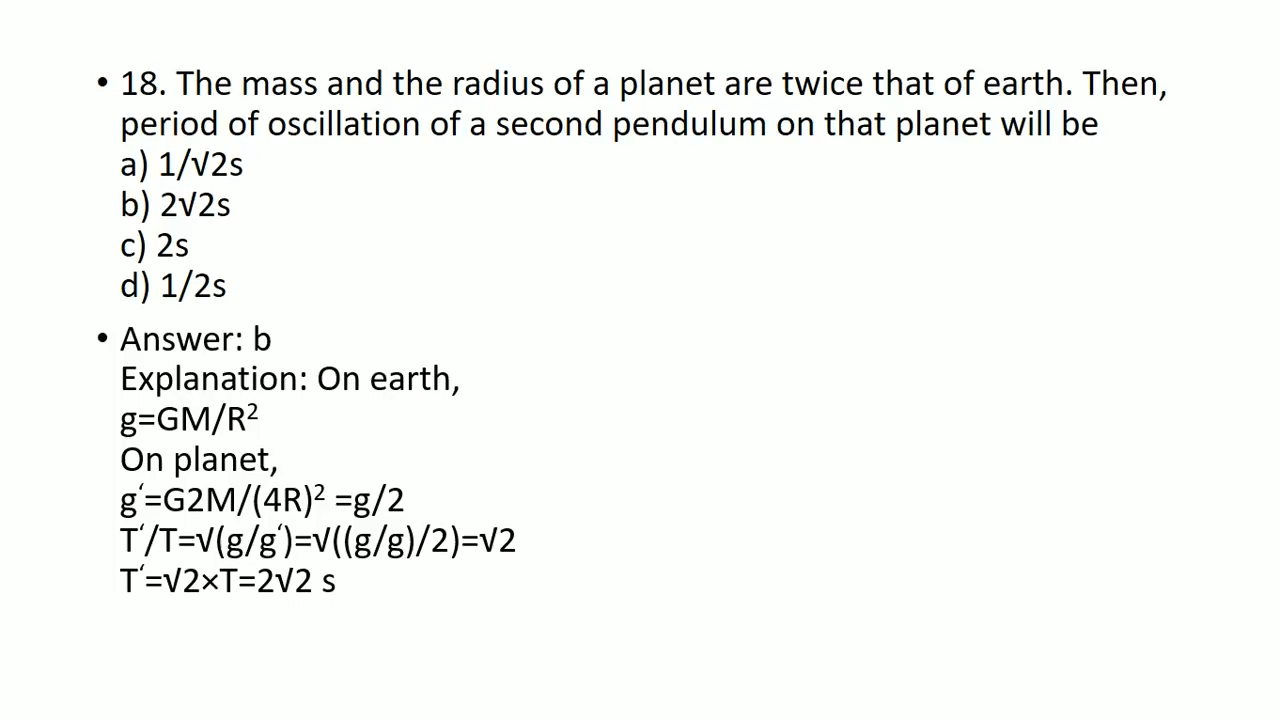 • 18. The mass and the radius of a planet are twice that of earth. Then,
period of oscillation of a second pendulum on that planet will be
a) 1/√2s
b) 2√2s
c) 2s
d) 1/2s
• Answer: b
Explanation: On earth,
g=GM/R²
On planet,
g‘=G2M/(4R)² =g/2
T‘/T=√(g/g‘)=√((g/g)/2)=√2
T‘=√2×T=2√2 s